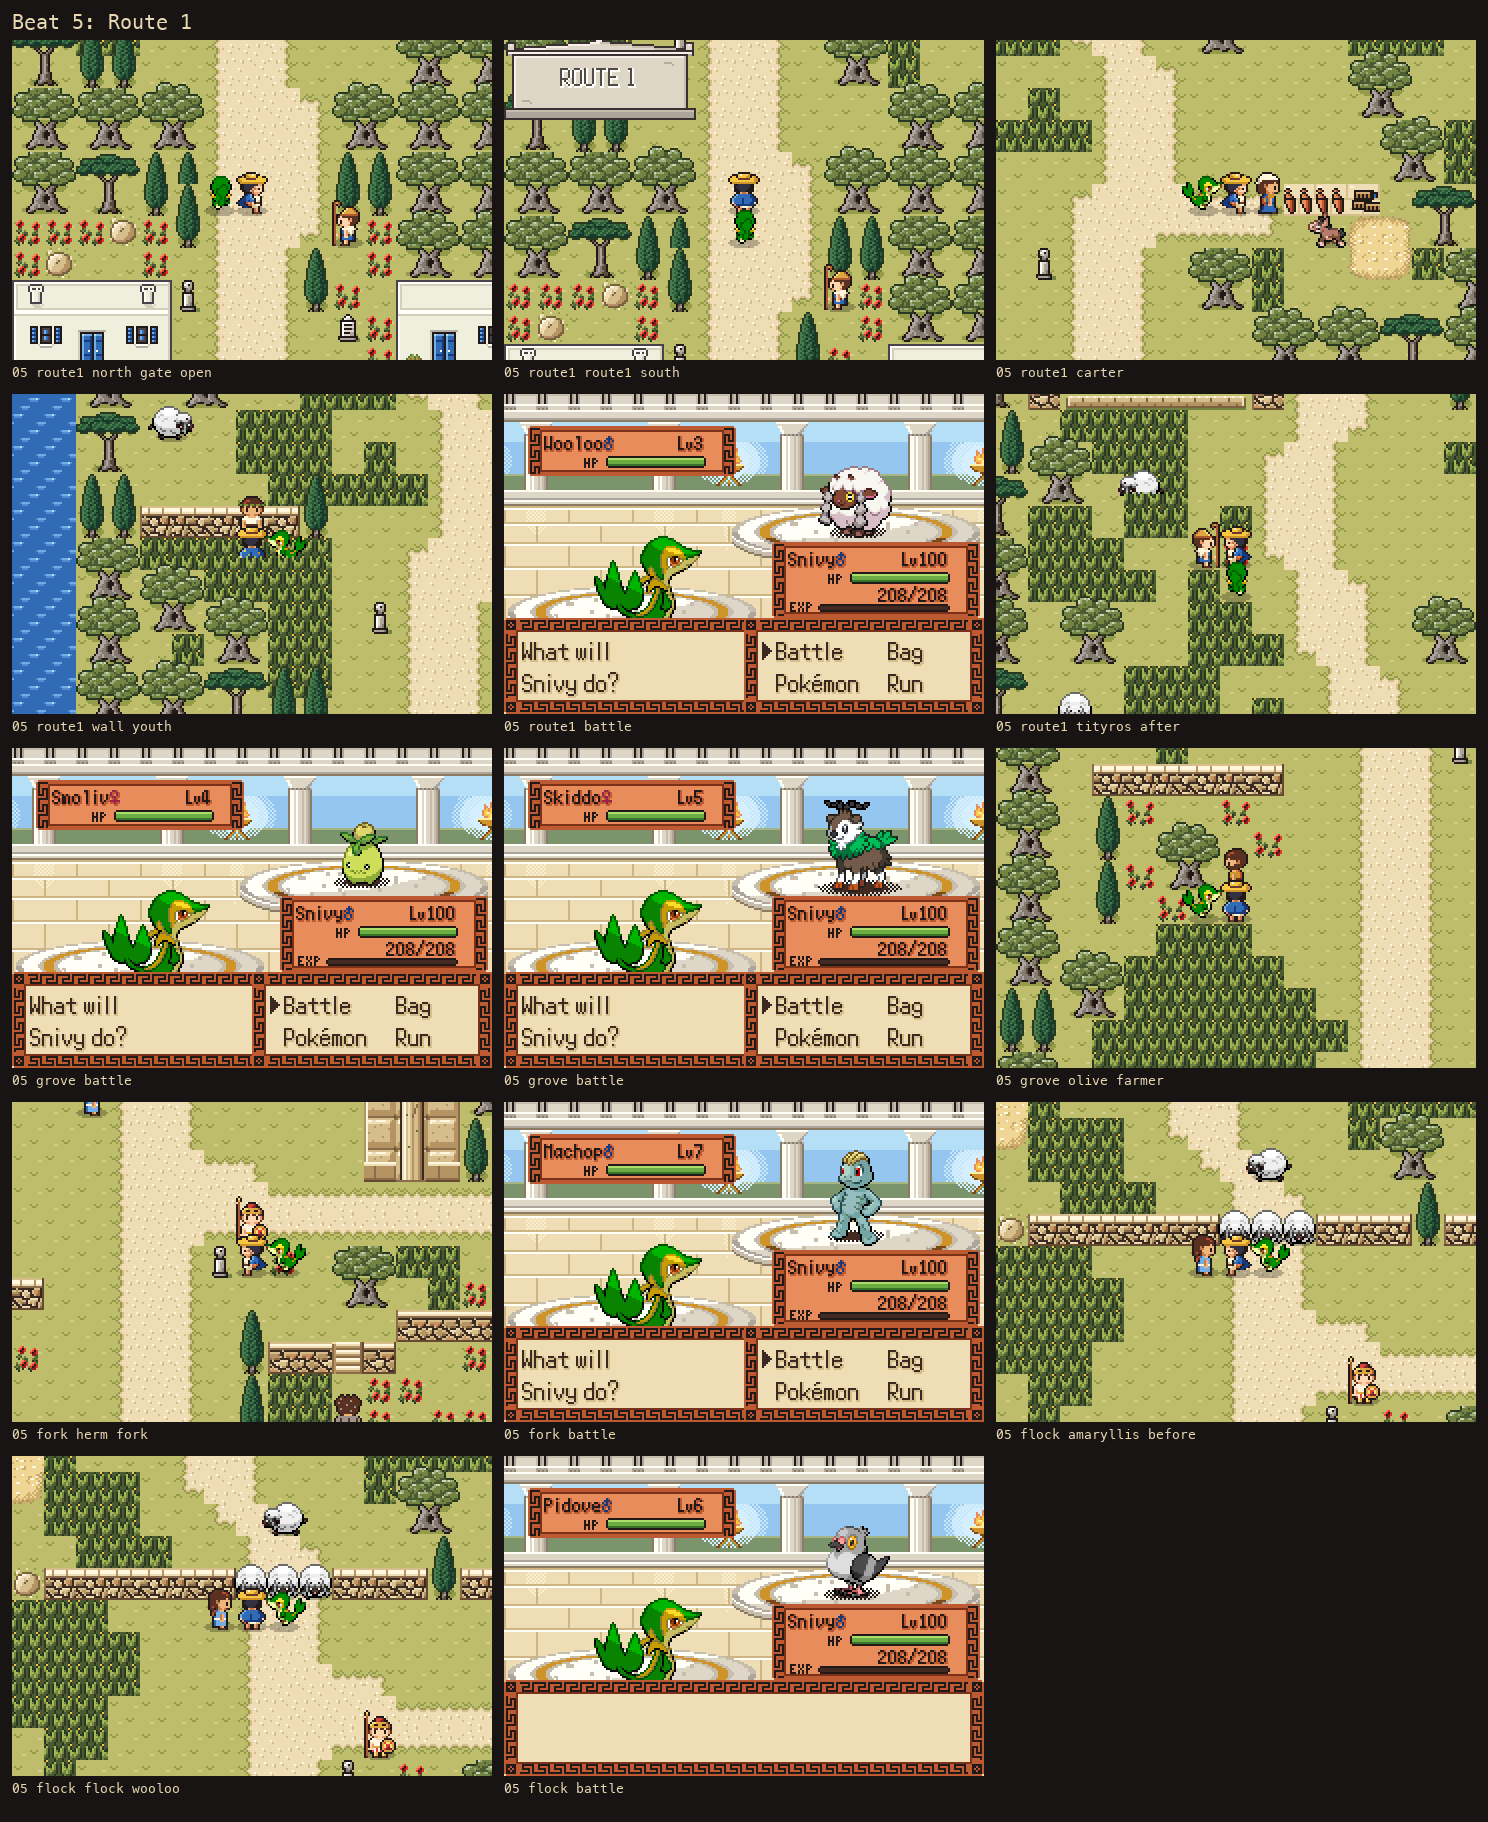 Beat 5: Route 1
05 route1 north gate open
ROUTE 1
05 route1 route1 south
05 route1 carter
05 route1 wall youth
Wooloo♂ Lv3
HP
Snivy♂ Lv100
HP
208/208
EXP
What will
Snivy do?
Battle Bag
Pokémon Run
05 route1 battle
05 route1 tityros after
Smoliv♀ Lv4
HP
Snivy♂ Lv100
HP
208/208
EXP
What will
Snivy do?
Battle Bag
Pokémon Run
05 grove battle
Skiddo♀ Lv5
HP
Snivy♂ Lv100
HP
208/208
EXP
What will
Snivy do?
Battle Bag
Pokémon Run
05 grove battle
05 grove olive farmer
05 fork herm fork
Machop♂ Lv7
HP
Snivy♂ Lv100
HP
208/208
EXP
What will
Snivy do?
Battle Bag
Pokémon Run
05 fork battle
05 flock amaryllis before
05 flock flock wooloo
Pidove♂ Lv6
HP
Snivy♂ Lv100
HP
208/208
EXP
05 flock battle